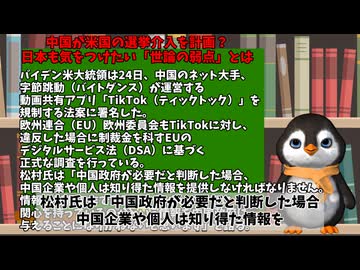 中国が米国の選挙介入を計画？
日本も気をつけたい「世論の弱点」とは
バイデン米大統領は24日、中国のネット大手、
字節跳動（バイトダンス）が運営する
動画共有アプリ「TikTok（ティックトック）」を
規制する法案に署名した。
欧州連合（EU）欧州委員会もTikTokに対し、
違反した場合に制裁金を科すEUの
デジタルサービス法（DSA）に基づく
正式な調査を行っている。
松村氏は「中国政府が必要だと判断した場合、
中国企業や個人は知り得た情報を提供しなければなりません。
情報
松村氏は「中国政府が必要だと判断した場合
関心を持っ
中国企業や個人は知り得た情報を